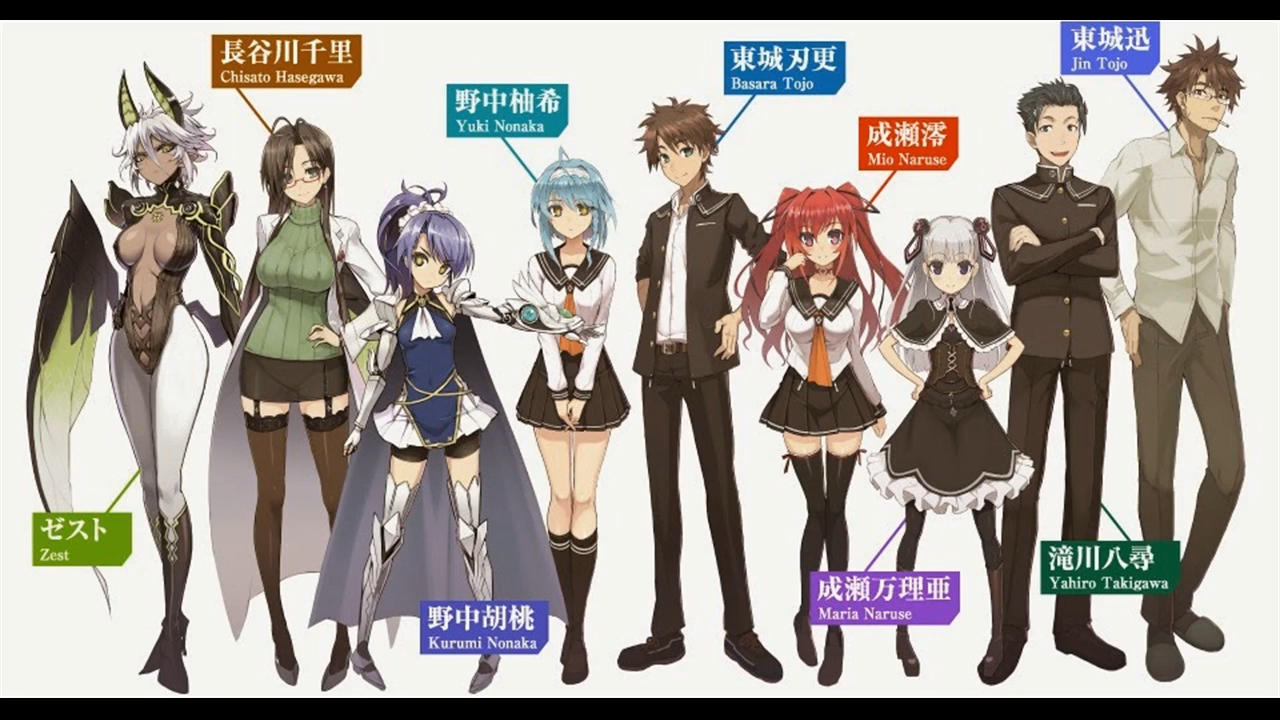 長谷川千里
Chisato Hasegawa
野中柚希
Yuki Nonaka
東城刃更
Basara Tojo
成瀬澪
Mio Naruse
東城迅
Jin Tojo
ゼスト
Zest
野中胡桃
Kurumi Nonaka
成瀬万理亜
Maria Naruse
滝川八尋
Yahiro Takigawa